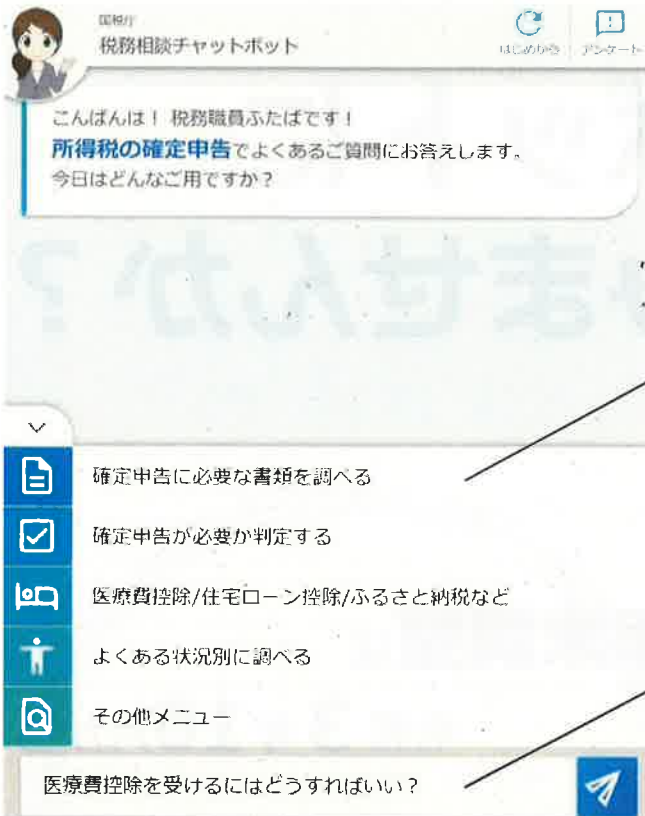 国税庁
税務相談チャットボット
はじめから
アンケート
こんばんは！ 税務職員ふたばです！
所得税の確定申告でよくあるご質問にお答えします。
今日はどんなご用ですか？
ませんか？
確定申告に必要な書類を調べる
確定申告が必要か判定する
医療費控除/住宅ローン控除/ふるさと納税など
よくある状況別に調べる
その他メニュー
医療費控除を受けるにはどうすればいい？